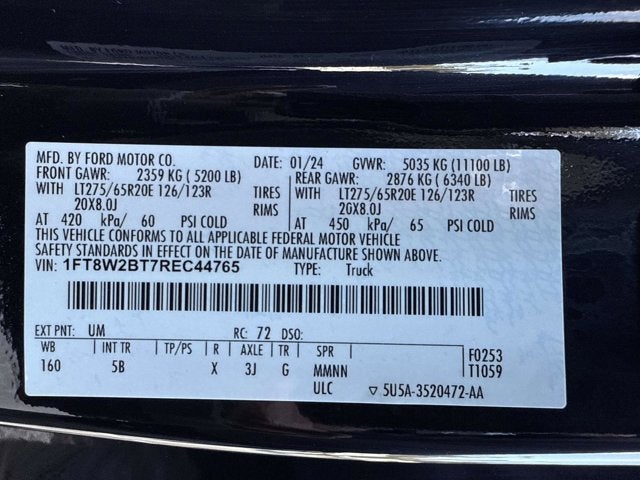 MFD. BY FORD MOTOR CO. DATE: 01/24 GVWR: 5035 KG (11100 LB)
FRONT GAWR: 2359 KG ( 5200 LB) REAR GAWR: 2876 KG ( 6340 LB)
WITH LT275/65R20E 126/123R TIRES WITH LT275/65R20E 126/123R TIRES
20X8.0J RIMS 20X8.0J RIMS
AT 420 kPa/ 60 PSI COLD AT 450 kPa/ 65 PSI COLD
THIS VEHICLE CONFORMS TO ALL APPLICABLE FEDERAL MOTOR VEHICLE
SAFETY STANDARDS IN EFFECT ON THE DATE OF MANUFACTURE SHOWN ABOVE.
VIN: 1FT8W2BT7REC44765 TYPE: Truck
EXT PNT: UM RC: 72 DSO:
WB INT TR TP/PS R AXLE TR SPR F0253
160 5B X 3J G MMNN T1059
ULC ▽ 5U5A-3520472-AA